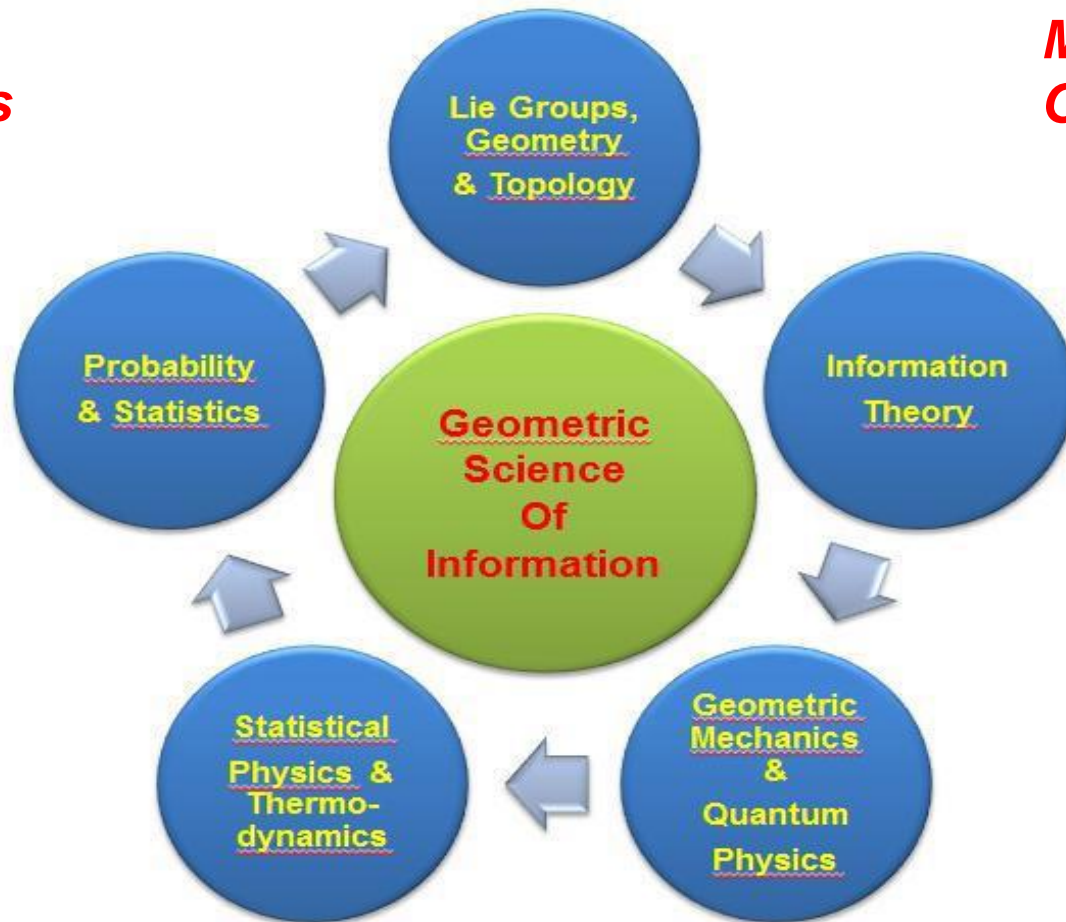 Lie Groups,
Geometry
& Topology
Information
Theory
Geometric
Mechanics
&
Quantum
Physics
Statistical
Physics &
Thermo-
dynamics
Probability
& Statistics
Geometric
Science
Of
Information